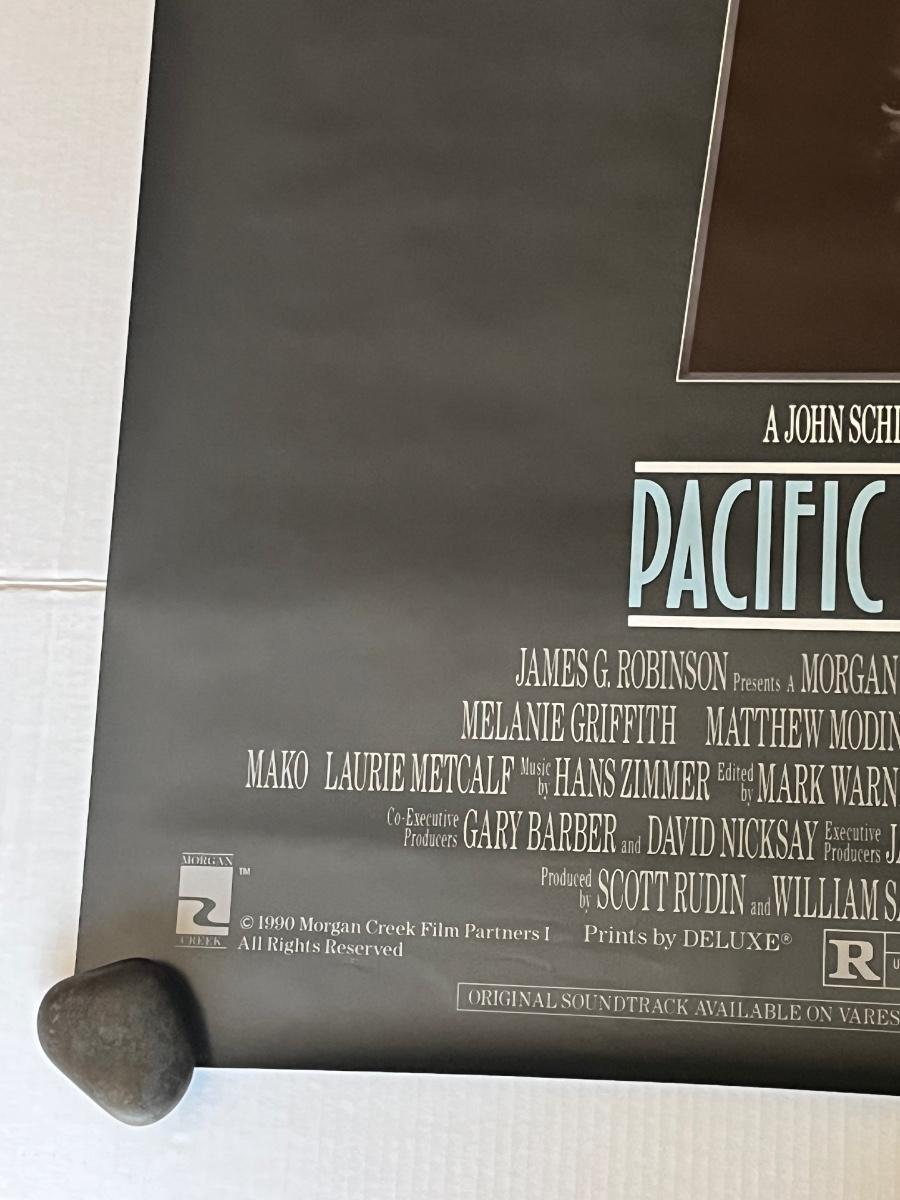 A JOHN SCHL
PACIFIC
JAMES G. ROBINSON Presents A MORGAN
MELANIE GRIFFITH MATTHEW MODIN
MAKO LAURIE METCALF Music by HANS ZIMMER Edited by MARK WARN
Co-Executive Producers GARY BARBER and DAVID NICKSAY Executive Producers JA
Produced by SCOTT RUDIN and WILLIAM SA
MORGAN
CREEK
TM
© 1990 Morgan Creek Film Partners I
All Rights Reserved
Prints by DELUXE®
R
U
ORIGINAL SOUNDTRACK AVAILABLE ON VARES